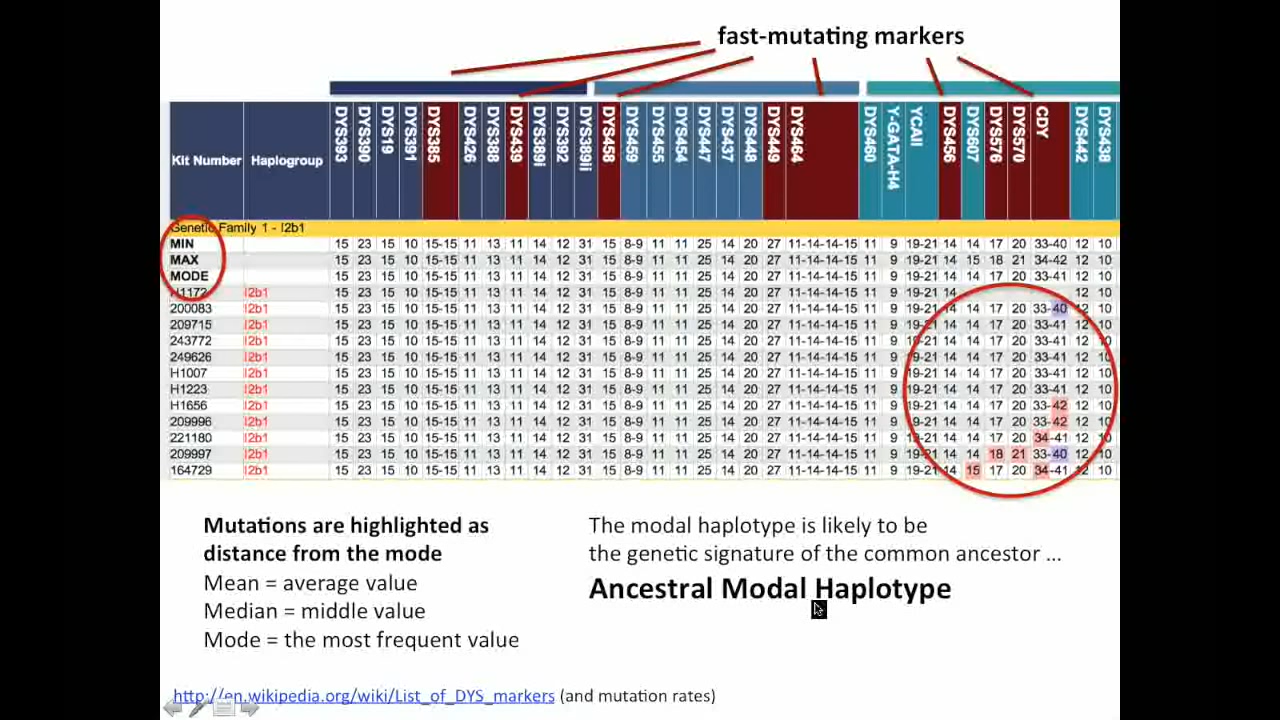 fast-mutating markers
Kit Number Haplogroup DYS393 DYS390 DYS19 DYS391 DYS385 DYS426 DYS388 DYS439 DYS389i DYS392 DYS389ii DYS458 DYS459 DYS455 DYS454 DYS447 DYS437 DYS448 DYS449 DYS464 DYS460 Y-GATA-H4 YCAII DYS456 DYS607 DYS576 DYS570 CDY DYS442 DYS438
Genetic Family 1 - I2b1
MIN 15 23 15 10 15-15 11 13 11 14 12 31 15 8-9 11 11 25 14 20 27 11-14-14-15 11 9 19-21 14 14 17 20 33-40 12 10
MAX 15 23 15 10 15-15 11 13 11 14 12 31 15 8-9 11 11 25 14 20 27 11-14-14-15 11 9 19-21 14 15 18 21 34-42 12 10
MODE 15 23 15 10 15-15 11 13 11 14 12 31 15 8-9 11 11 25 14 20 27 11-14-14-15 11 9 19-21 14 14 17 20 33-41 12 10
H1172 I2b1 15 23 15 10 15-15 11 13 11 14 12 31 15 8-9 11 11 25 14 20 27 11-14-14-15 11 9 19-21 14 12 10
200083 I2b1 15 23 15 10 15-15 11 13 11 14 12 31 15 8-9 11 11 25 14 20 27 11-14-14-15 11 9 19-21 14 14 17 20 33-40 12 10
209715 I2b1 15 23 15 10 15-15 11 13 11 14 12 31 15 8-9 11 11 25 14 20 27 11-14-14-15 11 9 19-21 14 14 17 20 33-41 12 10
243772 I2b1 15 23 15 10 15-15 11 13 11 14 12 31 15 8-9 11 11 25 14 20 27 11-14-14-15 11 9 19-21 14 14 17 20 33-41 12 10
249626 I2b1 15 23 15 10 15-15 11 13 11 14 12 31 15 8-9 11 11 25 14 20 27 11-14-14-15 11 9 19-21 14 14 17 20 33-41 12 10
H1007 I2b1 15 23 15 10 15-15 11 13 11 14 12 31 15 8-9 11 11 25 14 20 27 11-14-14-15 11 9 19-21 14 14 17 20 33-41 12 10
H1223 I2b1 15 23 15 10 15-15 11 13 11 14 12 31 15 8-9 11 11 25 14 20 27 11-14-14-15 11 9 19-21 14 14 17 20 33-41 12 10
H1656 I2b1 15 23 15 10 15-15 11 13 11 14 12 31 15 8-9 11 11 25 14 20 27 11-14-14-15 11 9 19-21 14 14 17 20 33-42 12 10
209996 I2b1 15 23 15 10 15-15 11 13 11 14 12 31 15 8-9 11 11 25 14 20 27 11-14-14-15 11 9 19-21 14 14 17 20 33-42 12 10
221180 I2b1 15 23 15 10 15-15 11 13 11 14 12 31 15 8-9 11 11 25 14 20 27 11-14-14-15 11 9 19-21 14 14 17 20 34-41 12 10
209997 I2b1 15 23 15 10 15-15 11 13 11 14 12 31 15 8-9 11 11 25 14 20 27 11-14-14-15 11 9 19-21 14 14 18 21 33-40 12 10
164729 I2b1 15 23 15 10 15-15 11 13 11 14 12 31 15 8-9 11 11 25 14 20 27 11-14-14-15 11 9 19-21 14 15 17 20 34-41 12 10
Mutations are highlighted as
distance from the mode
Mean = average value
Median = middle value
Mode = the most frequent value
The modal haplotype is likely to be
the genetic signature of the common ancestor ...
Ancestral Modal Haplotype
http://en.wikipedia.org/wiki/List_of_DYS_markers (and mutation rates)